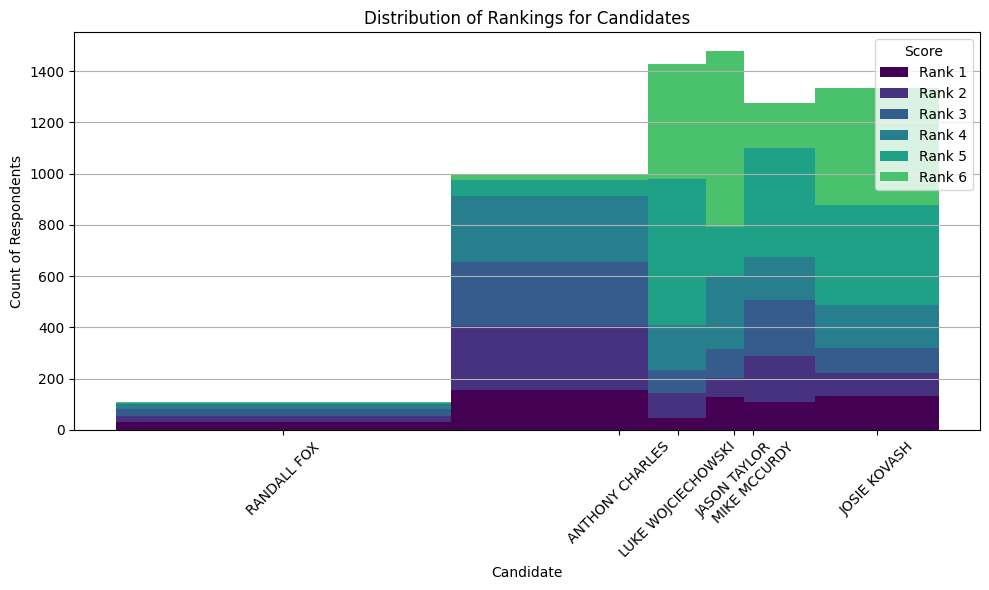 Distribution of Rankings for Candidates
Score
Rank 1
Rank 2
Rank 3
Rank 4
Rank 5
Rank 6
Count of Respondents
1400
1200
1000
800
600
400
200
0
RANDALL FOX
ANTHONY CHARLES
LUKE WOJCIECHOWSKI
JASON TAYLOR
MIKE MCCURDY
JOSIE KOVASH
Candidate